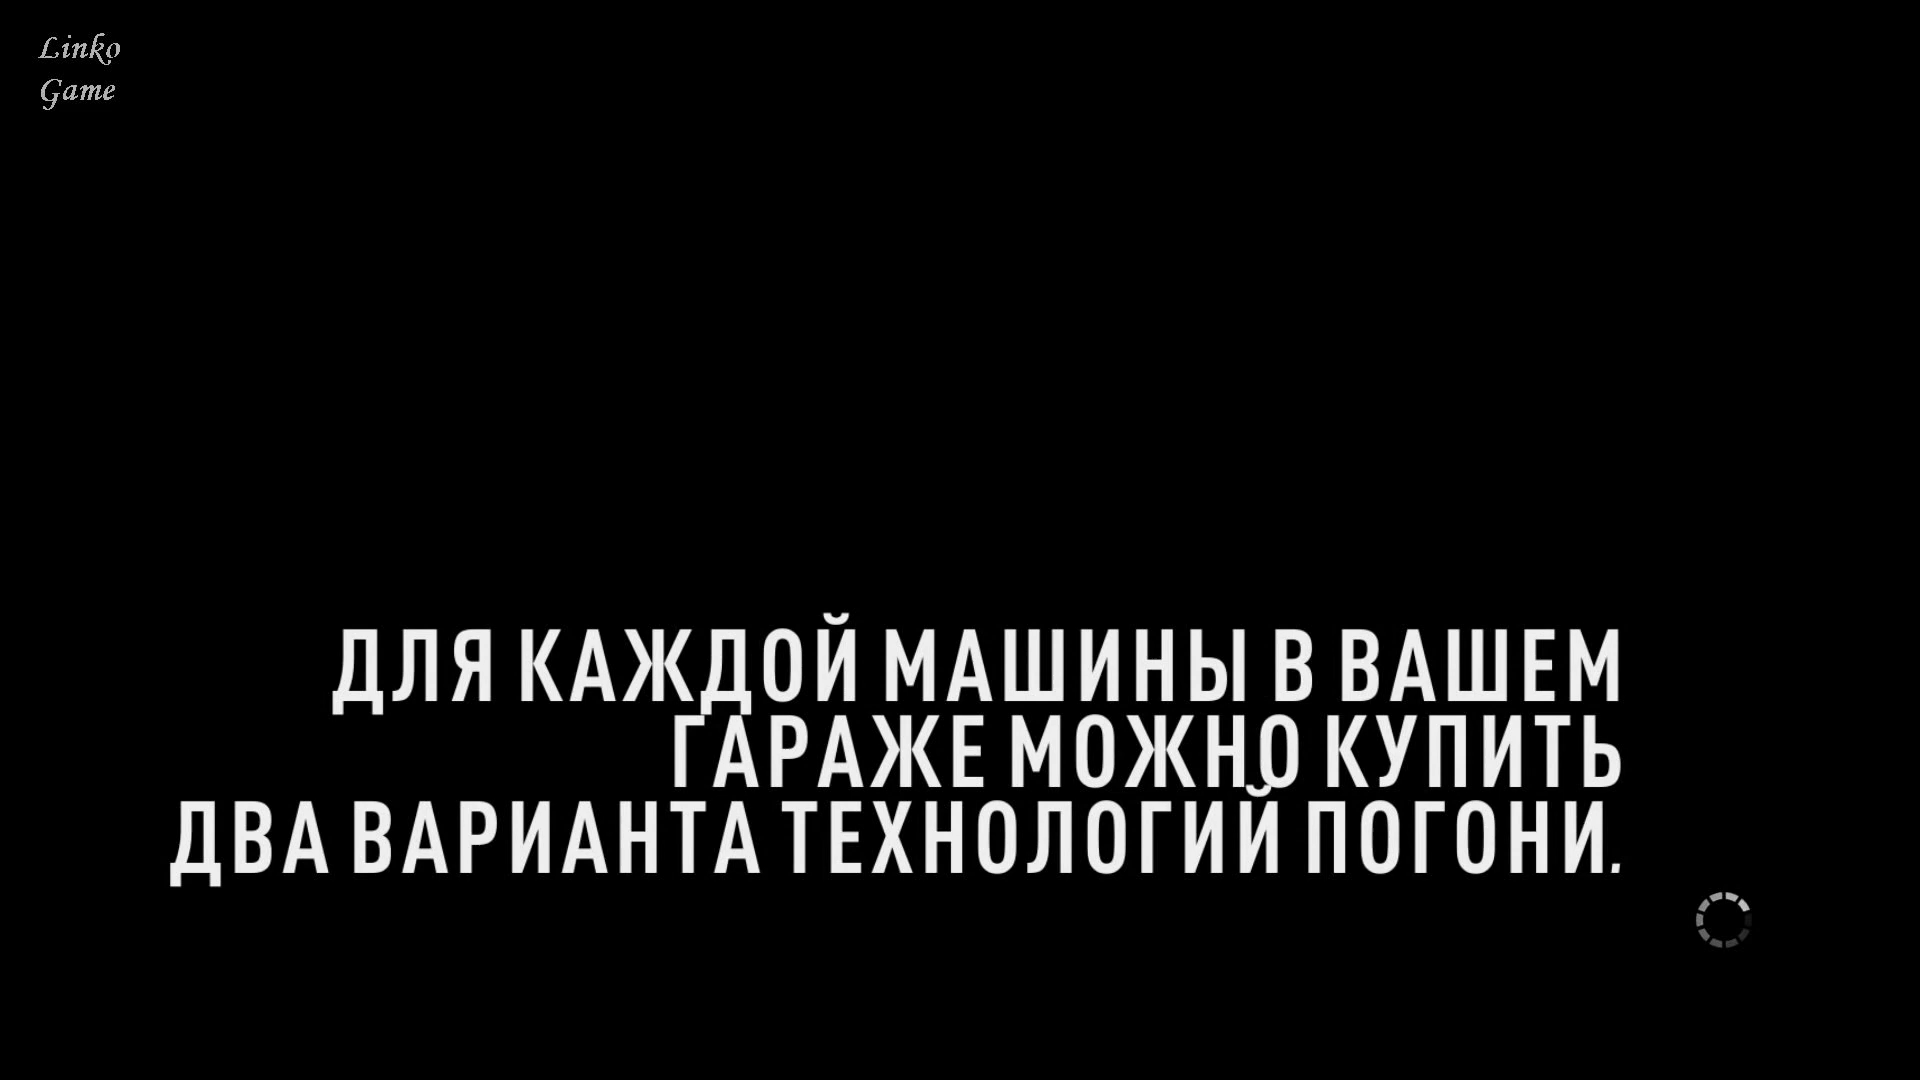 Linko
Game
ДЛЯ КАЖДОЙ МАШИНЫ В ВАШЕМ
ГАРАЖЕ МОЖНО КУПИТЬ
ДВА ВАРИАНТА ТЕХНОЛОГИЙ ПОГОНИ.